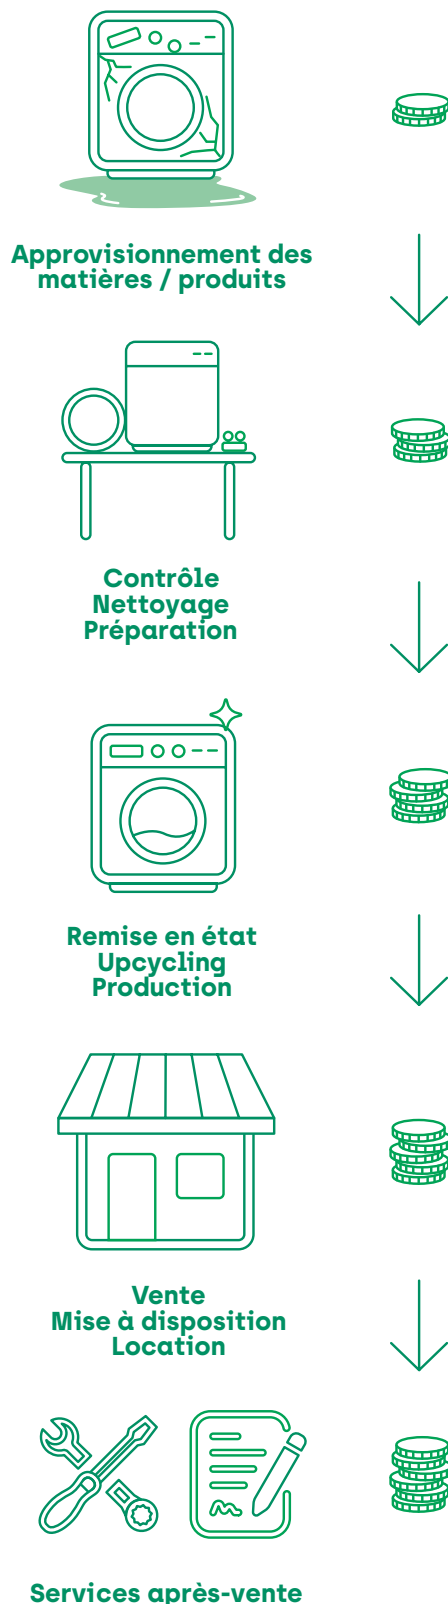 Approvisionnement des
matières / produits
Contrôle
Nettoyage
Préparation
Remise en état
Upcycling
Production
Vente
Mise à disposition
Location
Services après-vente